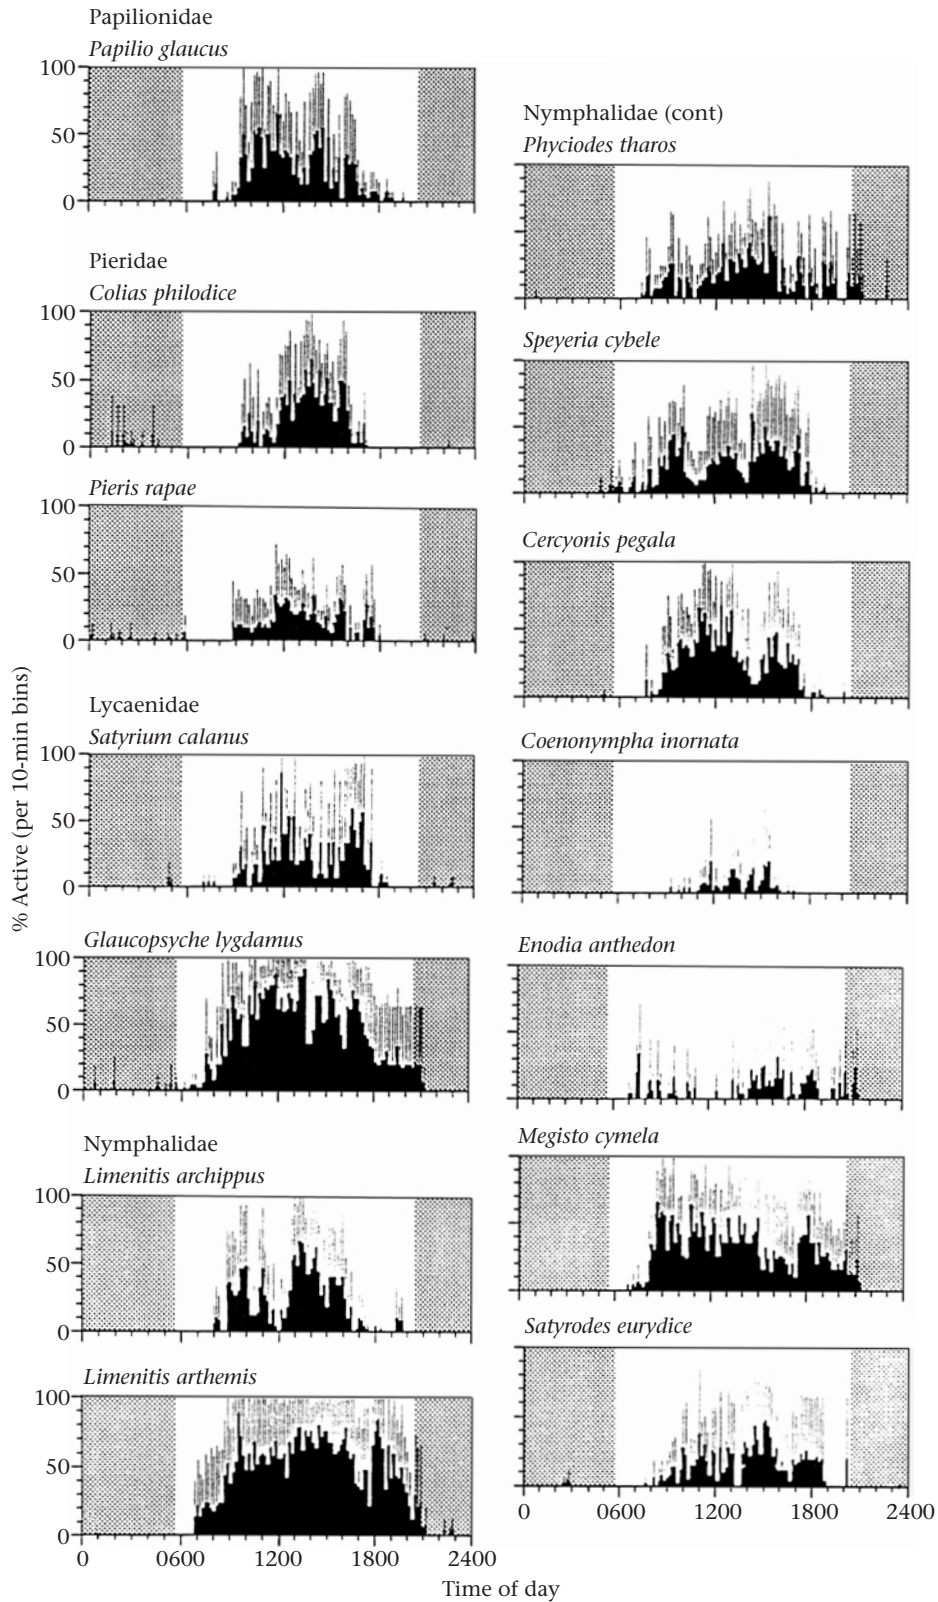 Papilionidae
Papilio glaucus
100
50
0
Pieridae
Colias philodice
100
50
0
Pieris rapae
100
50
0
Lycaenidae
Satyrium calanus
100
50
0
Glaucopsyche lygdamus
100
50
0
Nymphalidae
Limenitis archippus
100
50
0
Limenitis arthemis
100
50
0
0 0600 1200 1800 2400
% Active (per 10-min bins)
Nymphalidae (cont)
Phyciodes tharos
Speyeria cybele
Cercyonis pegala
Coenonympha inornata
Enodia anthedon
Megisto cymela
Satyrodes eurydice
0 0600 1200 1800 2400
Time of day